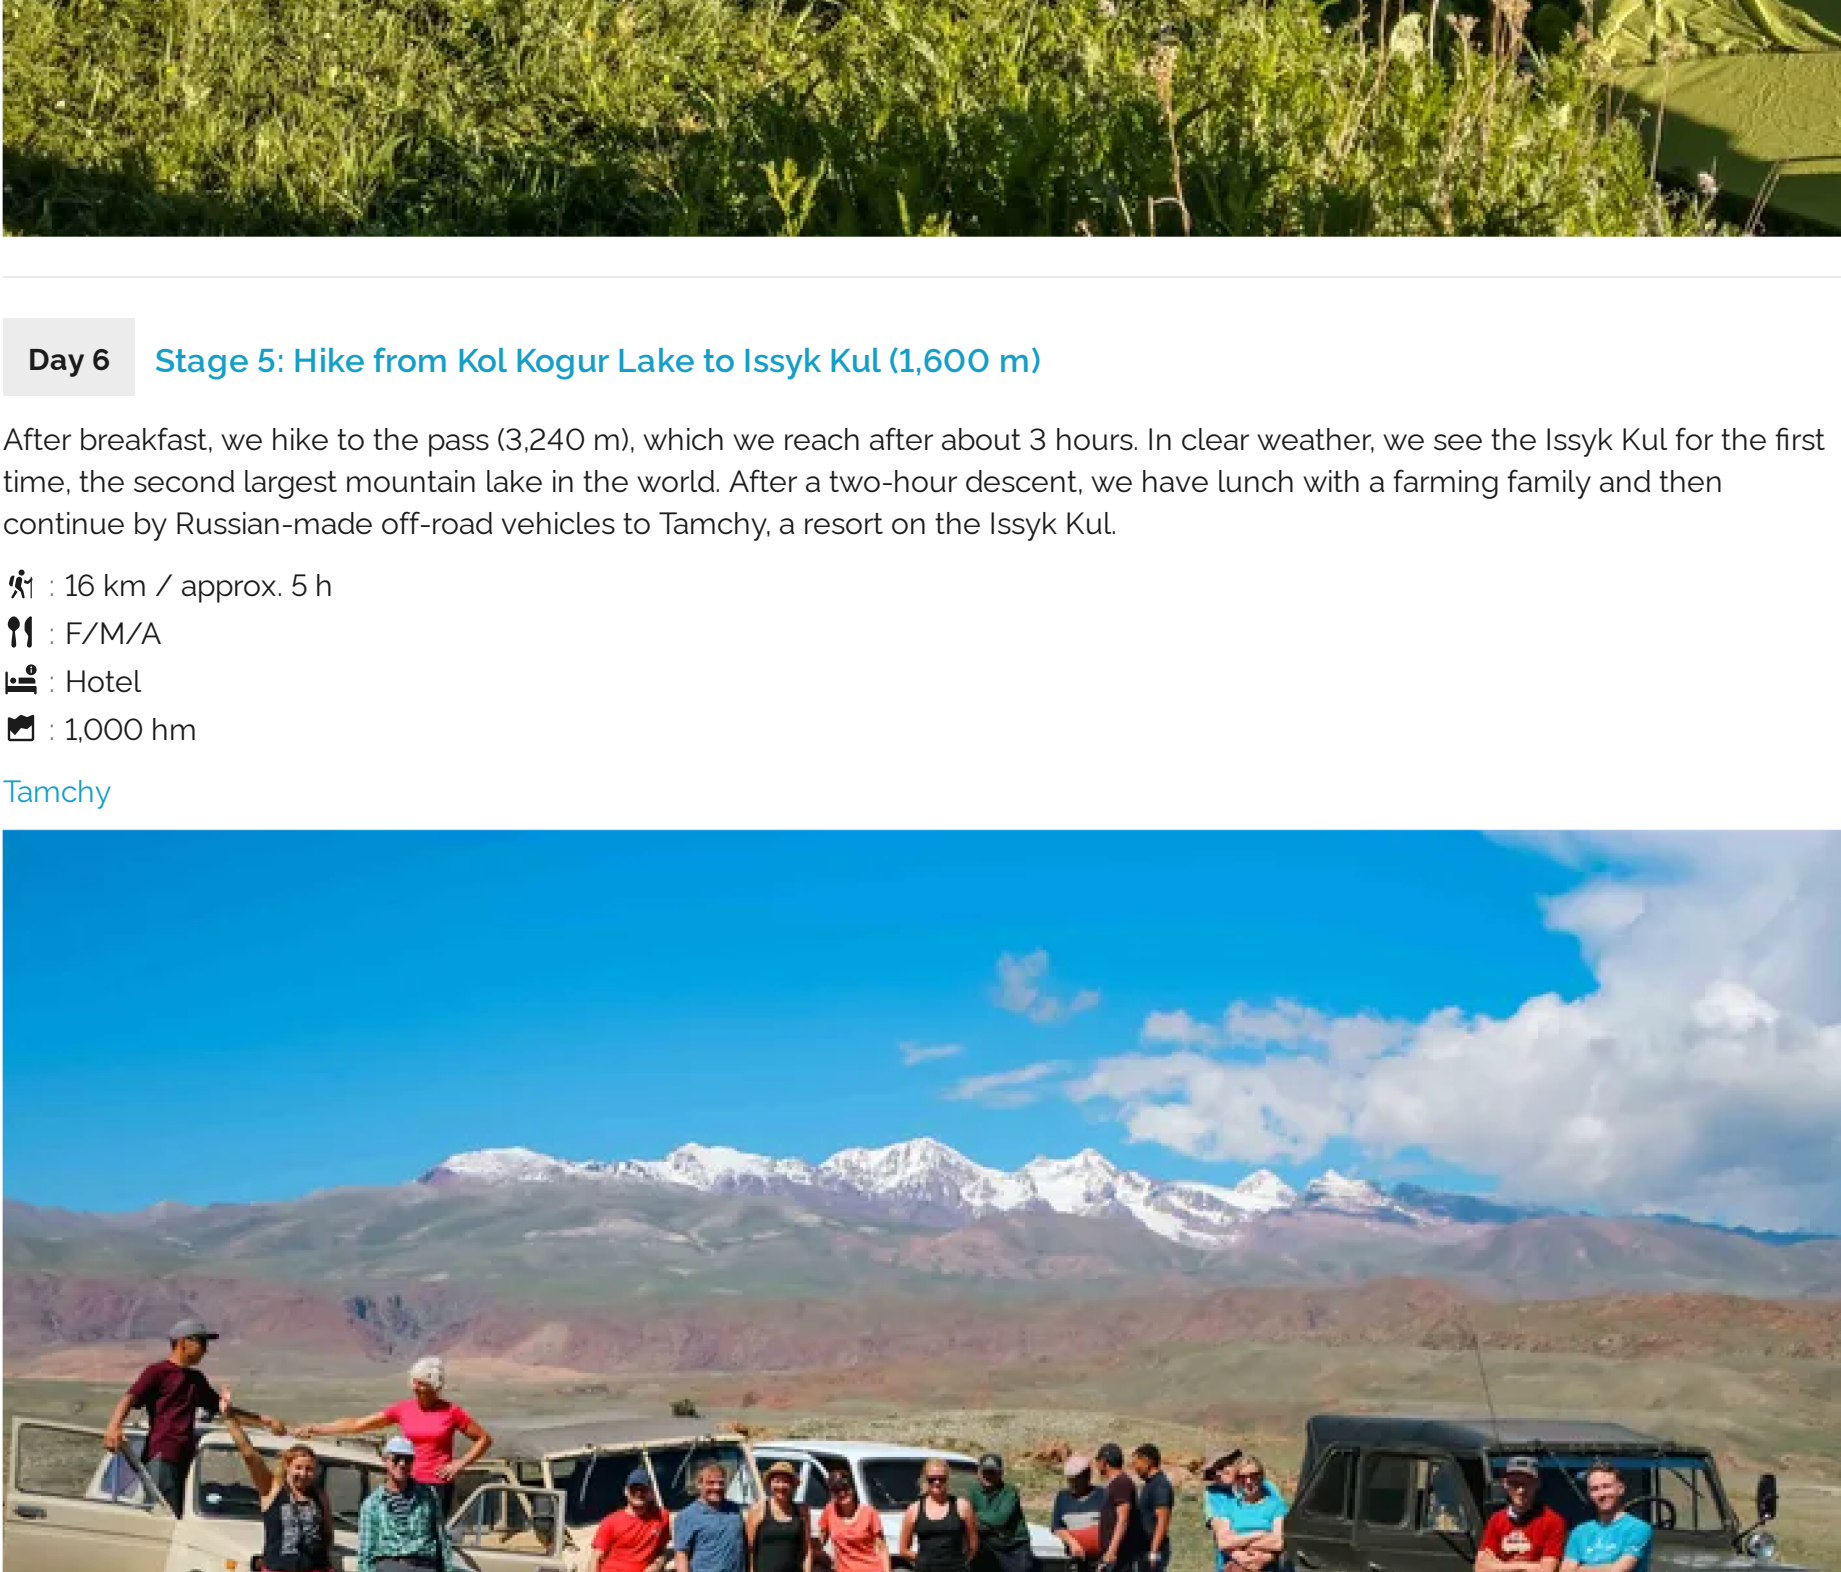 Day 6
Stage 5: Hike from Kol Kogur Lake to Issyk Kul (1,600 m)
After breakfast, we hike to the pass (3,240 m), which we reach after about 3 hours. In clear weather, we see the Issyk Kul for the first
time, the second largest mountain lake in the world. After a two-hour descent, we have lunch with a farming family and then
continue by Russian-made off-road vehicles to Tamchy, a resort on the Issyk Kul.
: 16 km / approx. 5 h
: F/M/A
: Hotel
: 1,000 hm
Tamchy